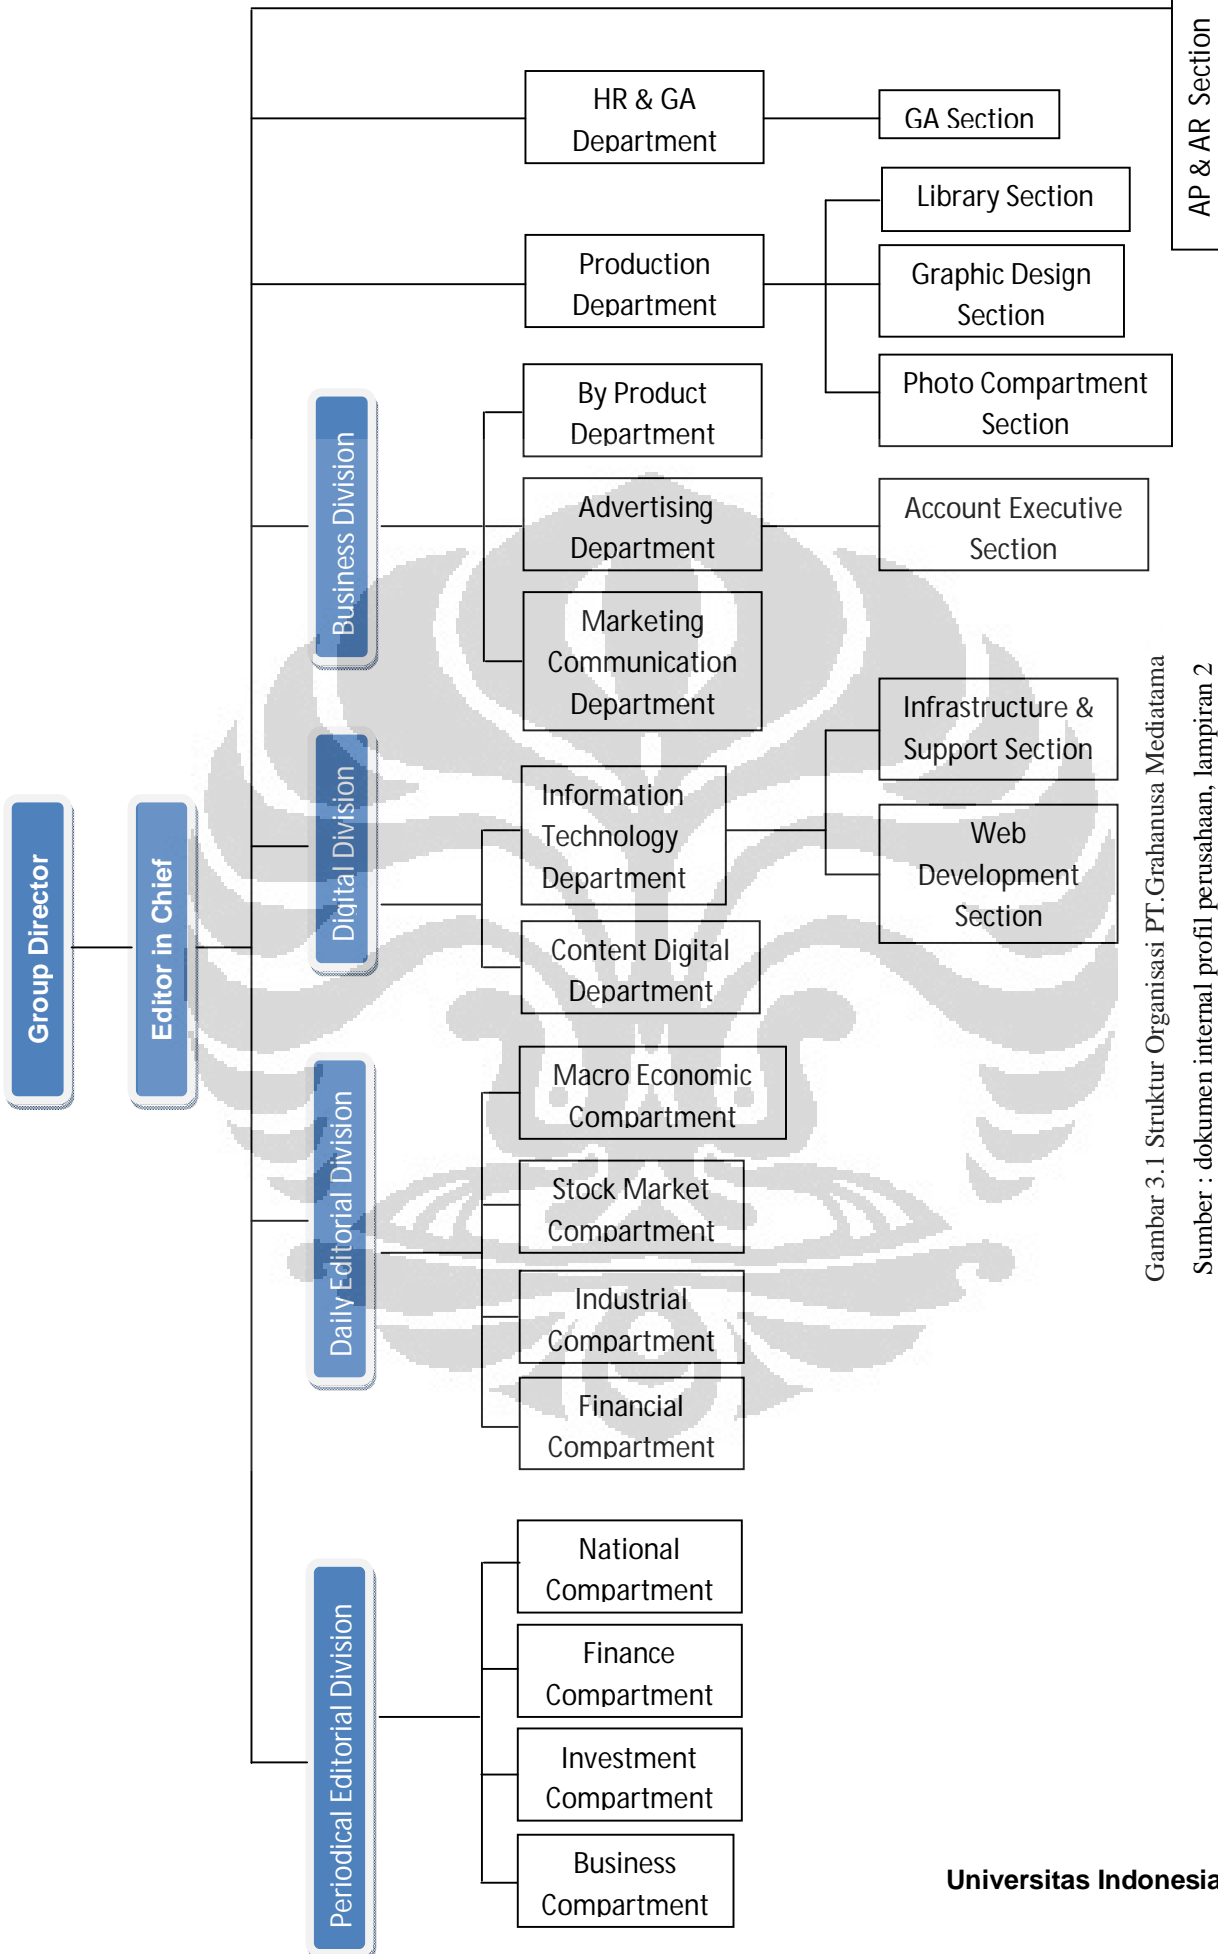 Group Director
Editor in Chief
Periodical Editorial Division
Daily Editorial Division
Digital Division
Business Division
HR & GA
Department
GA Section
AP & AR Section
Production
Department
Library Section
Graphic Design
Section
Photo Compartment
Section
By Product
Department
Advertising
Department
Account Executive
Section
Marketing
Communication
Department
Information
Technology
Department
Infrastructure &
Support Section
Web
Development
Section
Content Digital
Department
Macro Economic
Compartment
Stock Market
Compartment
Industrial
Compartment
Financial
Compartment
National
Compartment
Finance
Compartment
Investment
Compartment
Business
Compartment
Gambar 3.1 Struktur Organisasi PT.Grahanusa Mediatama
Sumber : dokumen internal profil perusahaan, lampiran 2
Universitas Indonesia